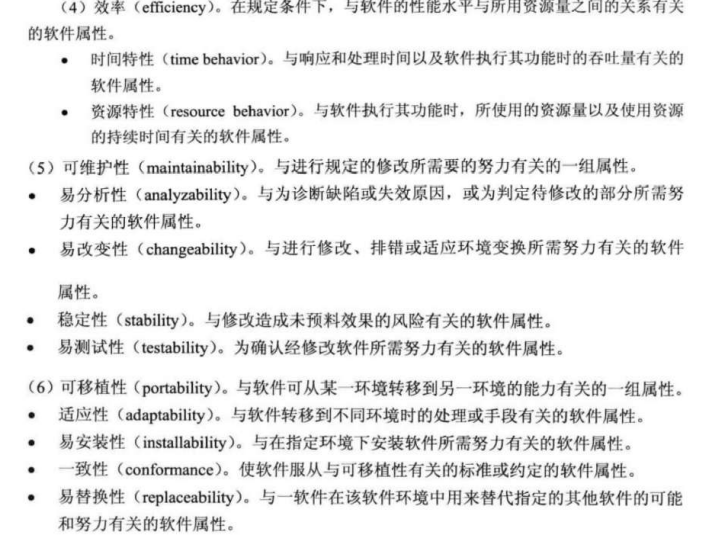 （4）效率（efficiency）。在规定条件下，与软件的性能水平与所用资源量之间的关系有关
的软件属性。
• 时间特性（time behavior）。与响应和处理时间以及软件执行其功能时的吞吐量有关的
软件属性。
• 资源特性（resource behavior）。与软件执行其功能时，所使用的资源量以及使用资源
的持续时间有关的软件属性。
（5）可维护性（maintainability）。与进行规定的修改所需要的努力有关的一组属性。
• 易分析性（analyzability）。与为诊断缺陷或失效原因，或为判定待修改的部分所需努
力有关的软件属性。
• 易改变性（changeability）。与进行修改、排错或适应环境变换所需努力有关的软件
属性。
• 稳定性（stability）。与修改造成未预料效果的风险有关的软件属性。
• 易测试性（testability）。为确认经修改软件所需努力有关的软件属性。
（6）可移植性（portability）。与软件可从某一环境转移到另一环境的能力有关的一组属性。
• 适应性（adaptability）。与软件转移到不同环境时的处理或手段有关的软件属性。
• 易安装性（installability）。与在指定环境下安装软件所需努力有关的软件属性。
• 一致性（conformance）。使软件服从与可移植性有关的标准或约定的软件属性。
• 易替换性（replaceability）。与一软件在该软件环境中用来替代指定的其他软件的可能
和努力有关的软件属性。